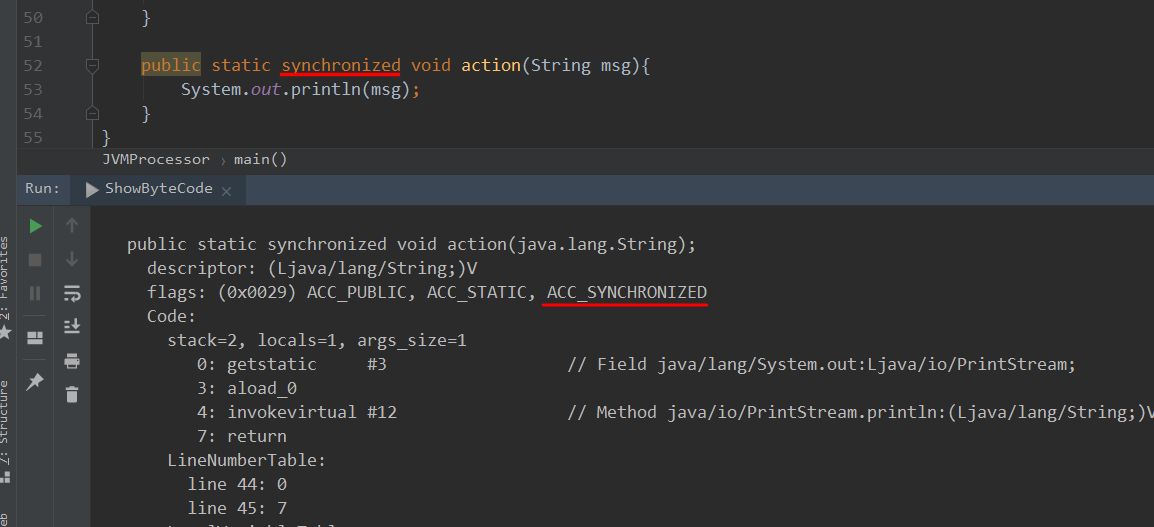 50 }
51
52 public static synchronized void action(String msg){
53 System.out.println(msg);
54 }
55 }
JVMProcessor › main()
Run: ShowByteCode ×
public static synchronized void action(java.lang.String);
descriptor: (Ljava/lang/String;)V
flags: (0x0029) ACC_PUBLIC, ACC_STATIC, ACC_SYNCHRONIZED
Code:
stack=2, locals=1, args_size=1
0: getstatic #3 // Field java/lang/System.out:Ljava/io/PrintStream;
3: aload_0
4: invokevirtual #12 // Method java/io/PrintStream.println:(Ljava/lang/String;)V
7: return
LineNumberTable:
line 44: 0
line 45: 7
2: Favorites
7: Structure